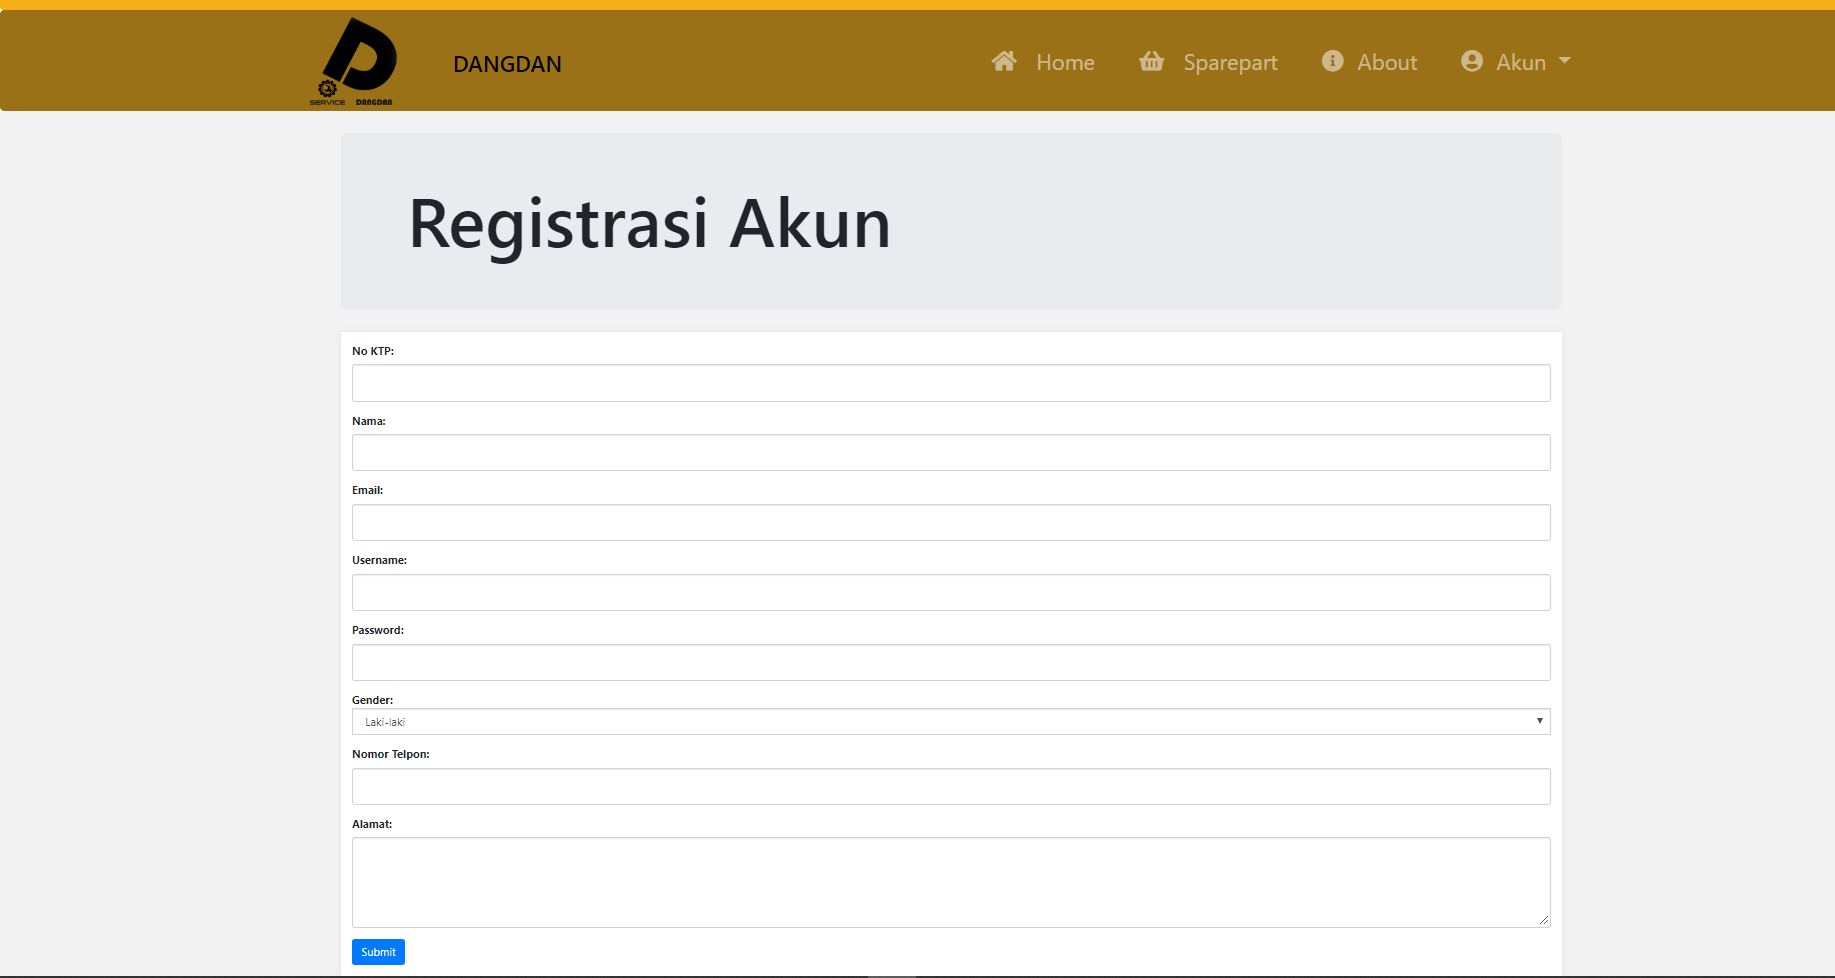 SERVICE DANGDAN
DANGDAN
Home
Sparepart
About
Akun
Registrasi Akun
No KTP:
Nama:
Email:
Username:
Password:
Gender:
Laki-laki
Nomor Telpon:
Alamat:
Submit